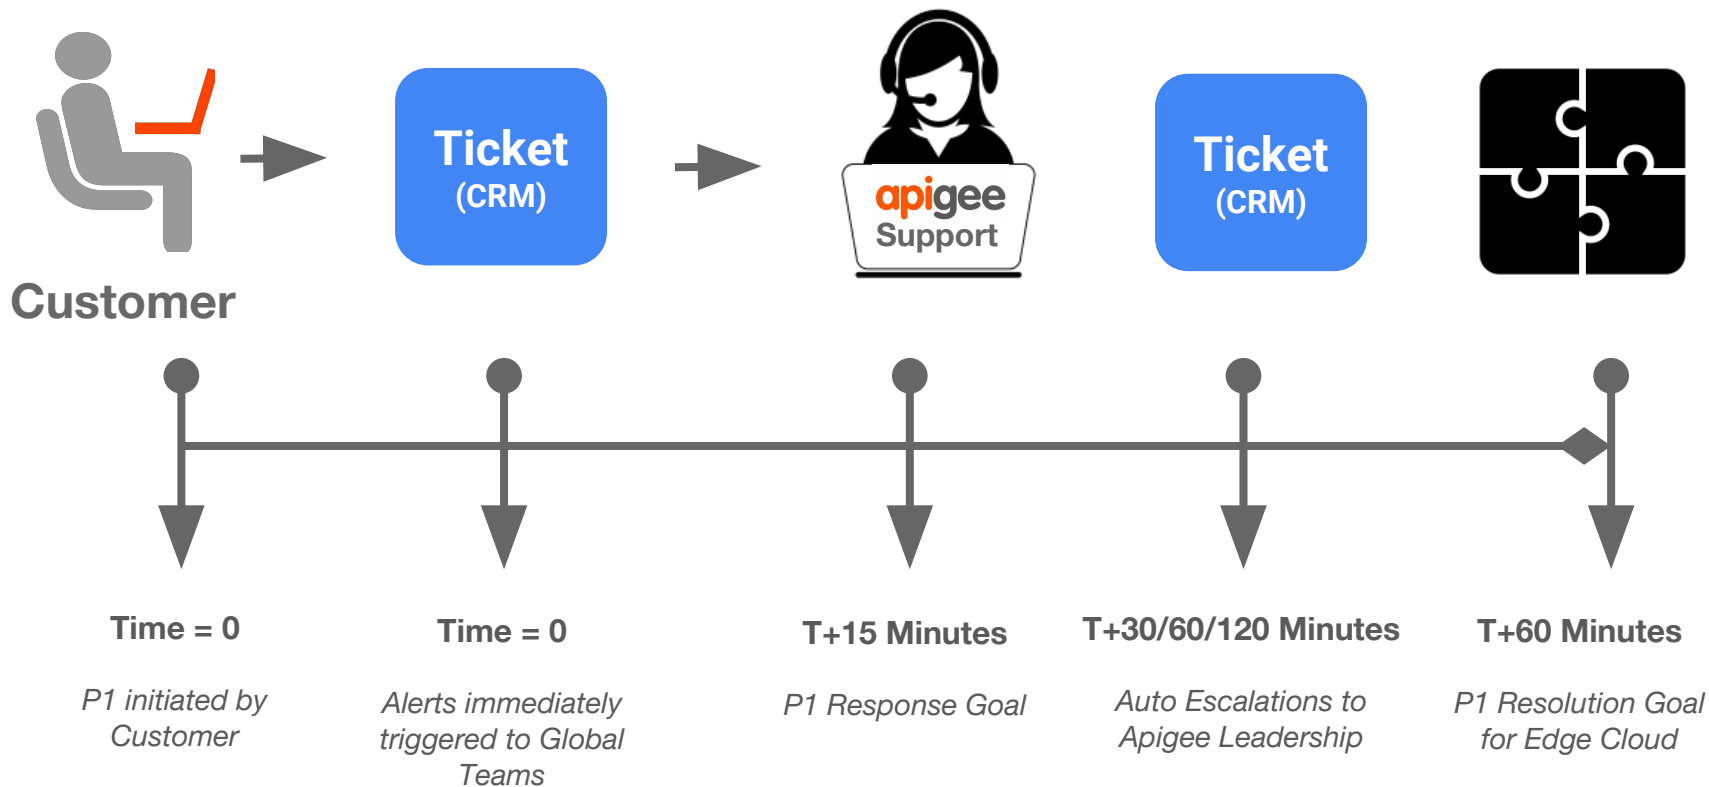 Ticket
(CRM)
apigee
Support
Ticket
(CRM)
Customer
Time = 0
P1 initiated by
Customer
Time = 0
Alerts immediately
triggered to Global
Teams
T+15 Minutes
P1 Response Goal
T+30/60/120 Minutes
Auto Escalations to
Apigee Leadership
T+60 Minutes
P1 Resolution Goal
for Edge Cloud